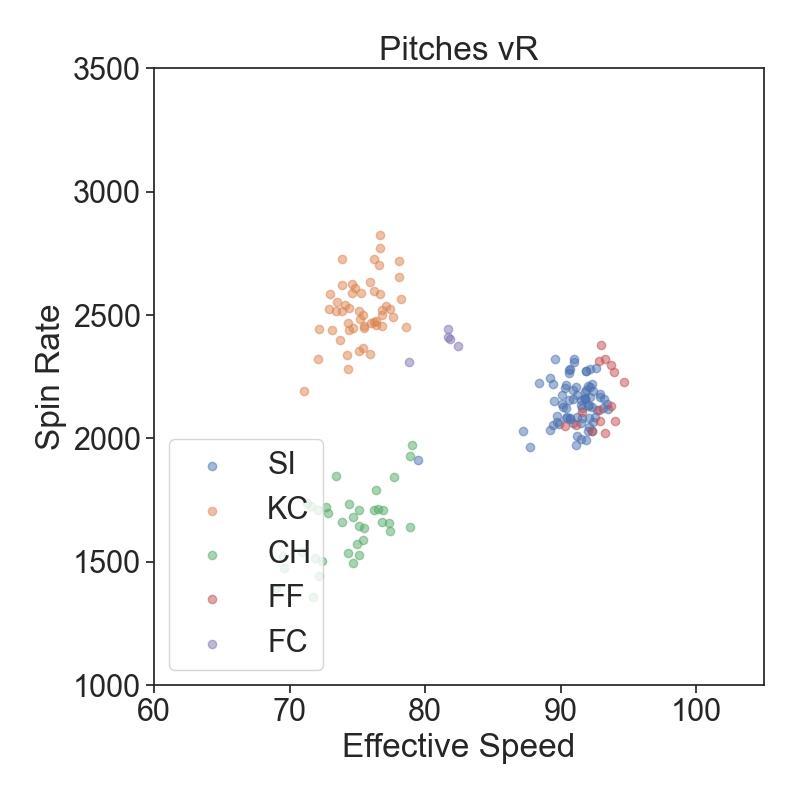 Pitches vR
3500
3000
2500
2000
1500
1000
Spin Rate
SI
KC
CH
FF
FC
60 70 80 90 100
Effective Speed